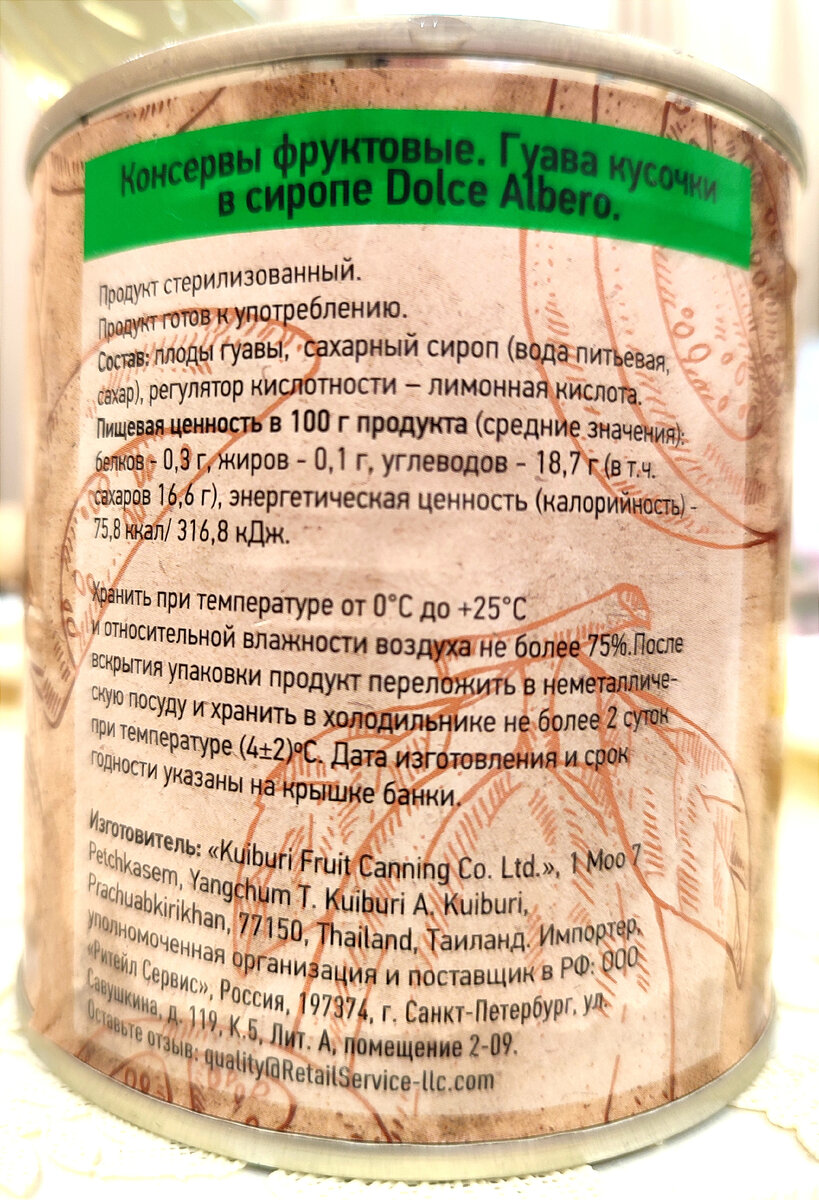 Консервы фруктовые. Гуава кусочки
в сиропе Dolce Albero.
Продукт стерилизованный.
Продукт готов к употреблению.
Состав: плоды гуавы, сахарный сироп (вода питьевая,
сахар), регулятор кислотности – лимонная кислота.
Пищевая ценность в 100 г продукта (средние значения):
белков - 0,3 г, жиров - 0,1 г, углеводов - 18,7 г (в т.ч.
сахаров 16,6 г), энергетическая ценность (калорийность) -
75,8 ккал/ 316,8 кДж.
Хранить при температуре от 0°С до +25°С
и относительной влажности воздуха не более 75%.После
вскрытия упаковки продукт переложить в неметалличе-
скую посуду и хранить в холодильнике не более 2 суток
при температуре (4±2)ºС. Дата изготовления и срок
годности указаны на крышке банки.
Изготовитель: «Kuiburi Fruit Canning Co. Ltd.», 1 Moo 7
Petchkasem, Yangchum T. Kuiburi A. Kuiburi,
Prachuabkirikhan, 77150, Thailand, Таиланд. Импортер,
уполномоченная организация и поставщик в РФ: ООО
«Ритейл Сервис», Россия, 197374, г. Санкт-Петербург, ул.
Савушкина, д. 119, К.5, Лит. А, помещение 2-09.
Оставьте отзыв: quality@RetailService-llc.com